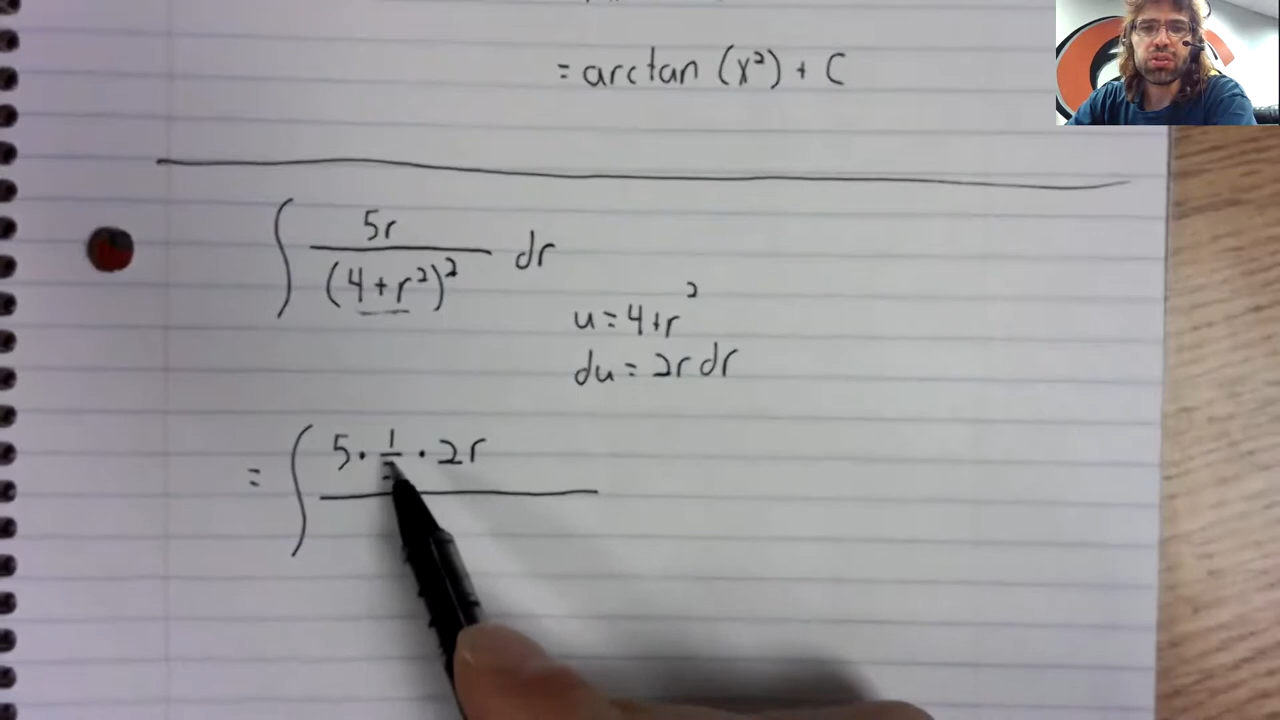 = arctan (x²) + C
∫ 5r / (4+r²)² dr
u = 4+r²
du = 2r dr
= ∫ 5 · 1/2 · 2r